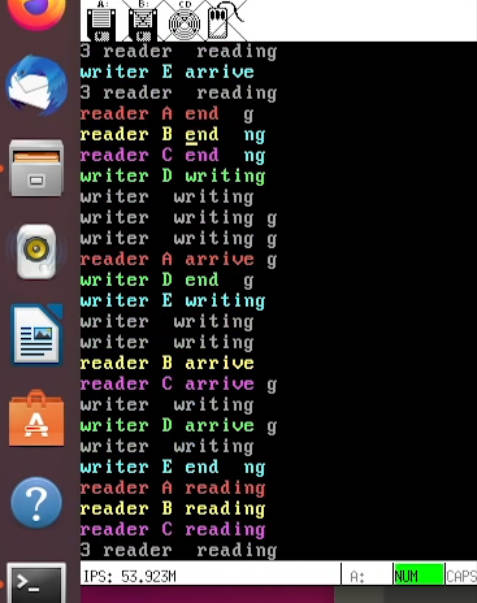 A: B: CD
3 reader  reading
writer E arrive
3 reader  reading
reader A end  g
reader B end  ng
reader C end  ng
writer D writing
writer  writing
writer  writing g
writer  writing g
reader A arrive g
writer D end  g
writer E writing
writer  writing
writer  writing
reader B arrive
reader C arrive g
writer  writing
writer D arrive g
writer  writing
writer E end  ng
reader A reading
reader B reading
reader C reading
3 reader  reading
IPS: 53.923M A: NUM CAPS